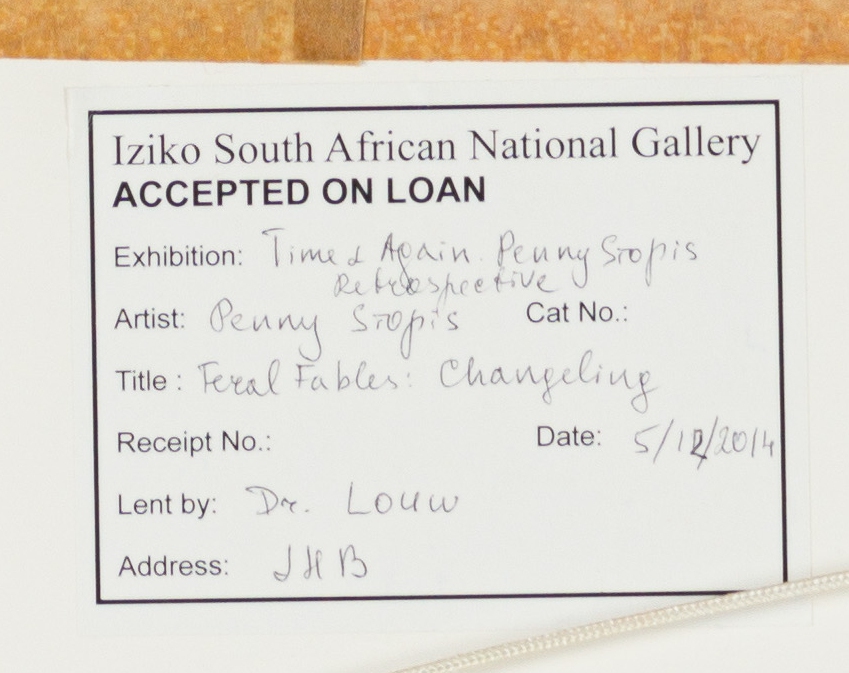 Iziko South African National Gallery
ACCEPTED ON LOAN
Exhibition: Time & Again. Penny Siopis
Retrospective
Artist: Penny Siopis Cat No.:
Title : Feral Fables: Changeling
Receipt No.: Date: 5/12/2014
Lent by: Dr. Louw
Address: JHB